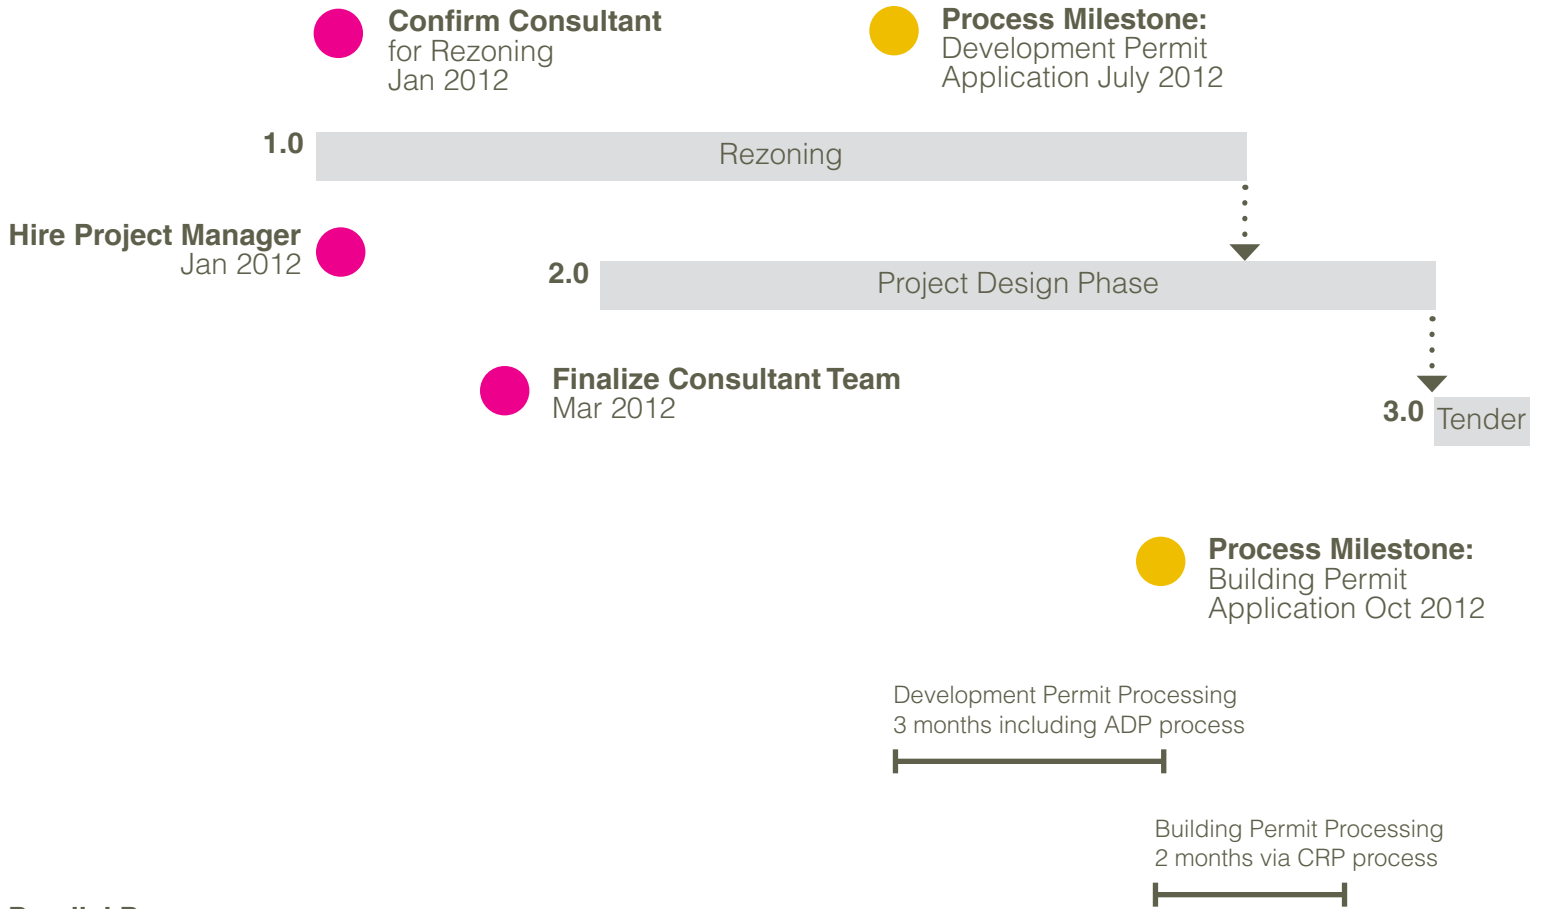 Confirm Consultant
for Rezoning
Jan 2012
Process Milestone:
Development Permit
Application July 2012
1.0
Rezoning
Hire Project Manager
Jan 2012
2.0
Project Design Phase
Finalize Consultant Team
Mar 2012
3.0
Tender
Process Milestone:
Building Permit
Application Oct 2012
Development Permit Processing
3 months including ADP process
Building Permit Processing
2 months via CRP process